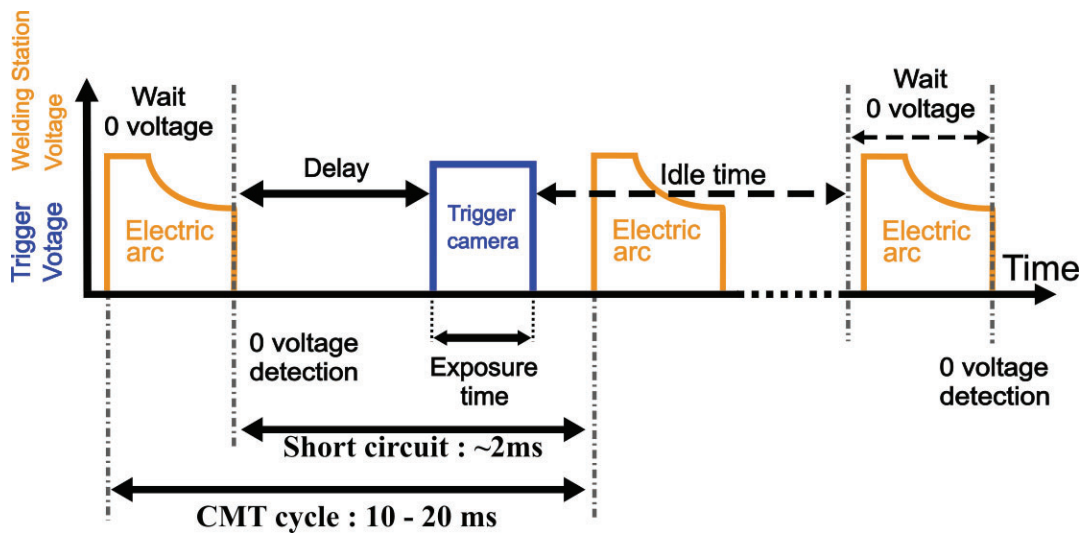 Welding Station
Voltage
Trigger
Votage
Wait
0 voltage
Delay
Trigger
camera
Idle time
Wait
0 voltage
Electric
arc
Electric
arc
Electric
arc
Time
0 voltage
detection
Exposure
time
0 voltage
detection
Short circuit : ~2ms
CMT cycle : 10 - 20 ms